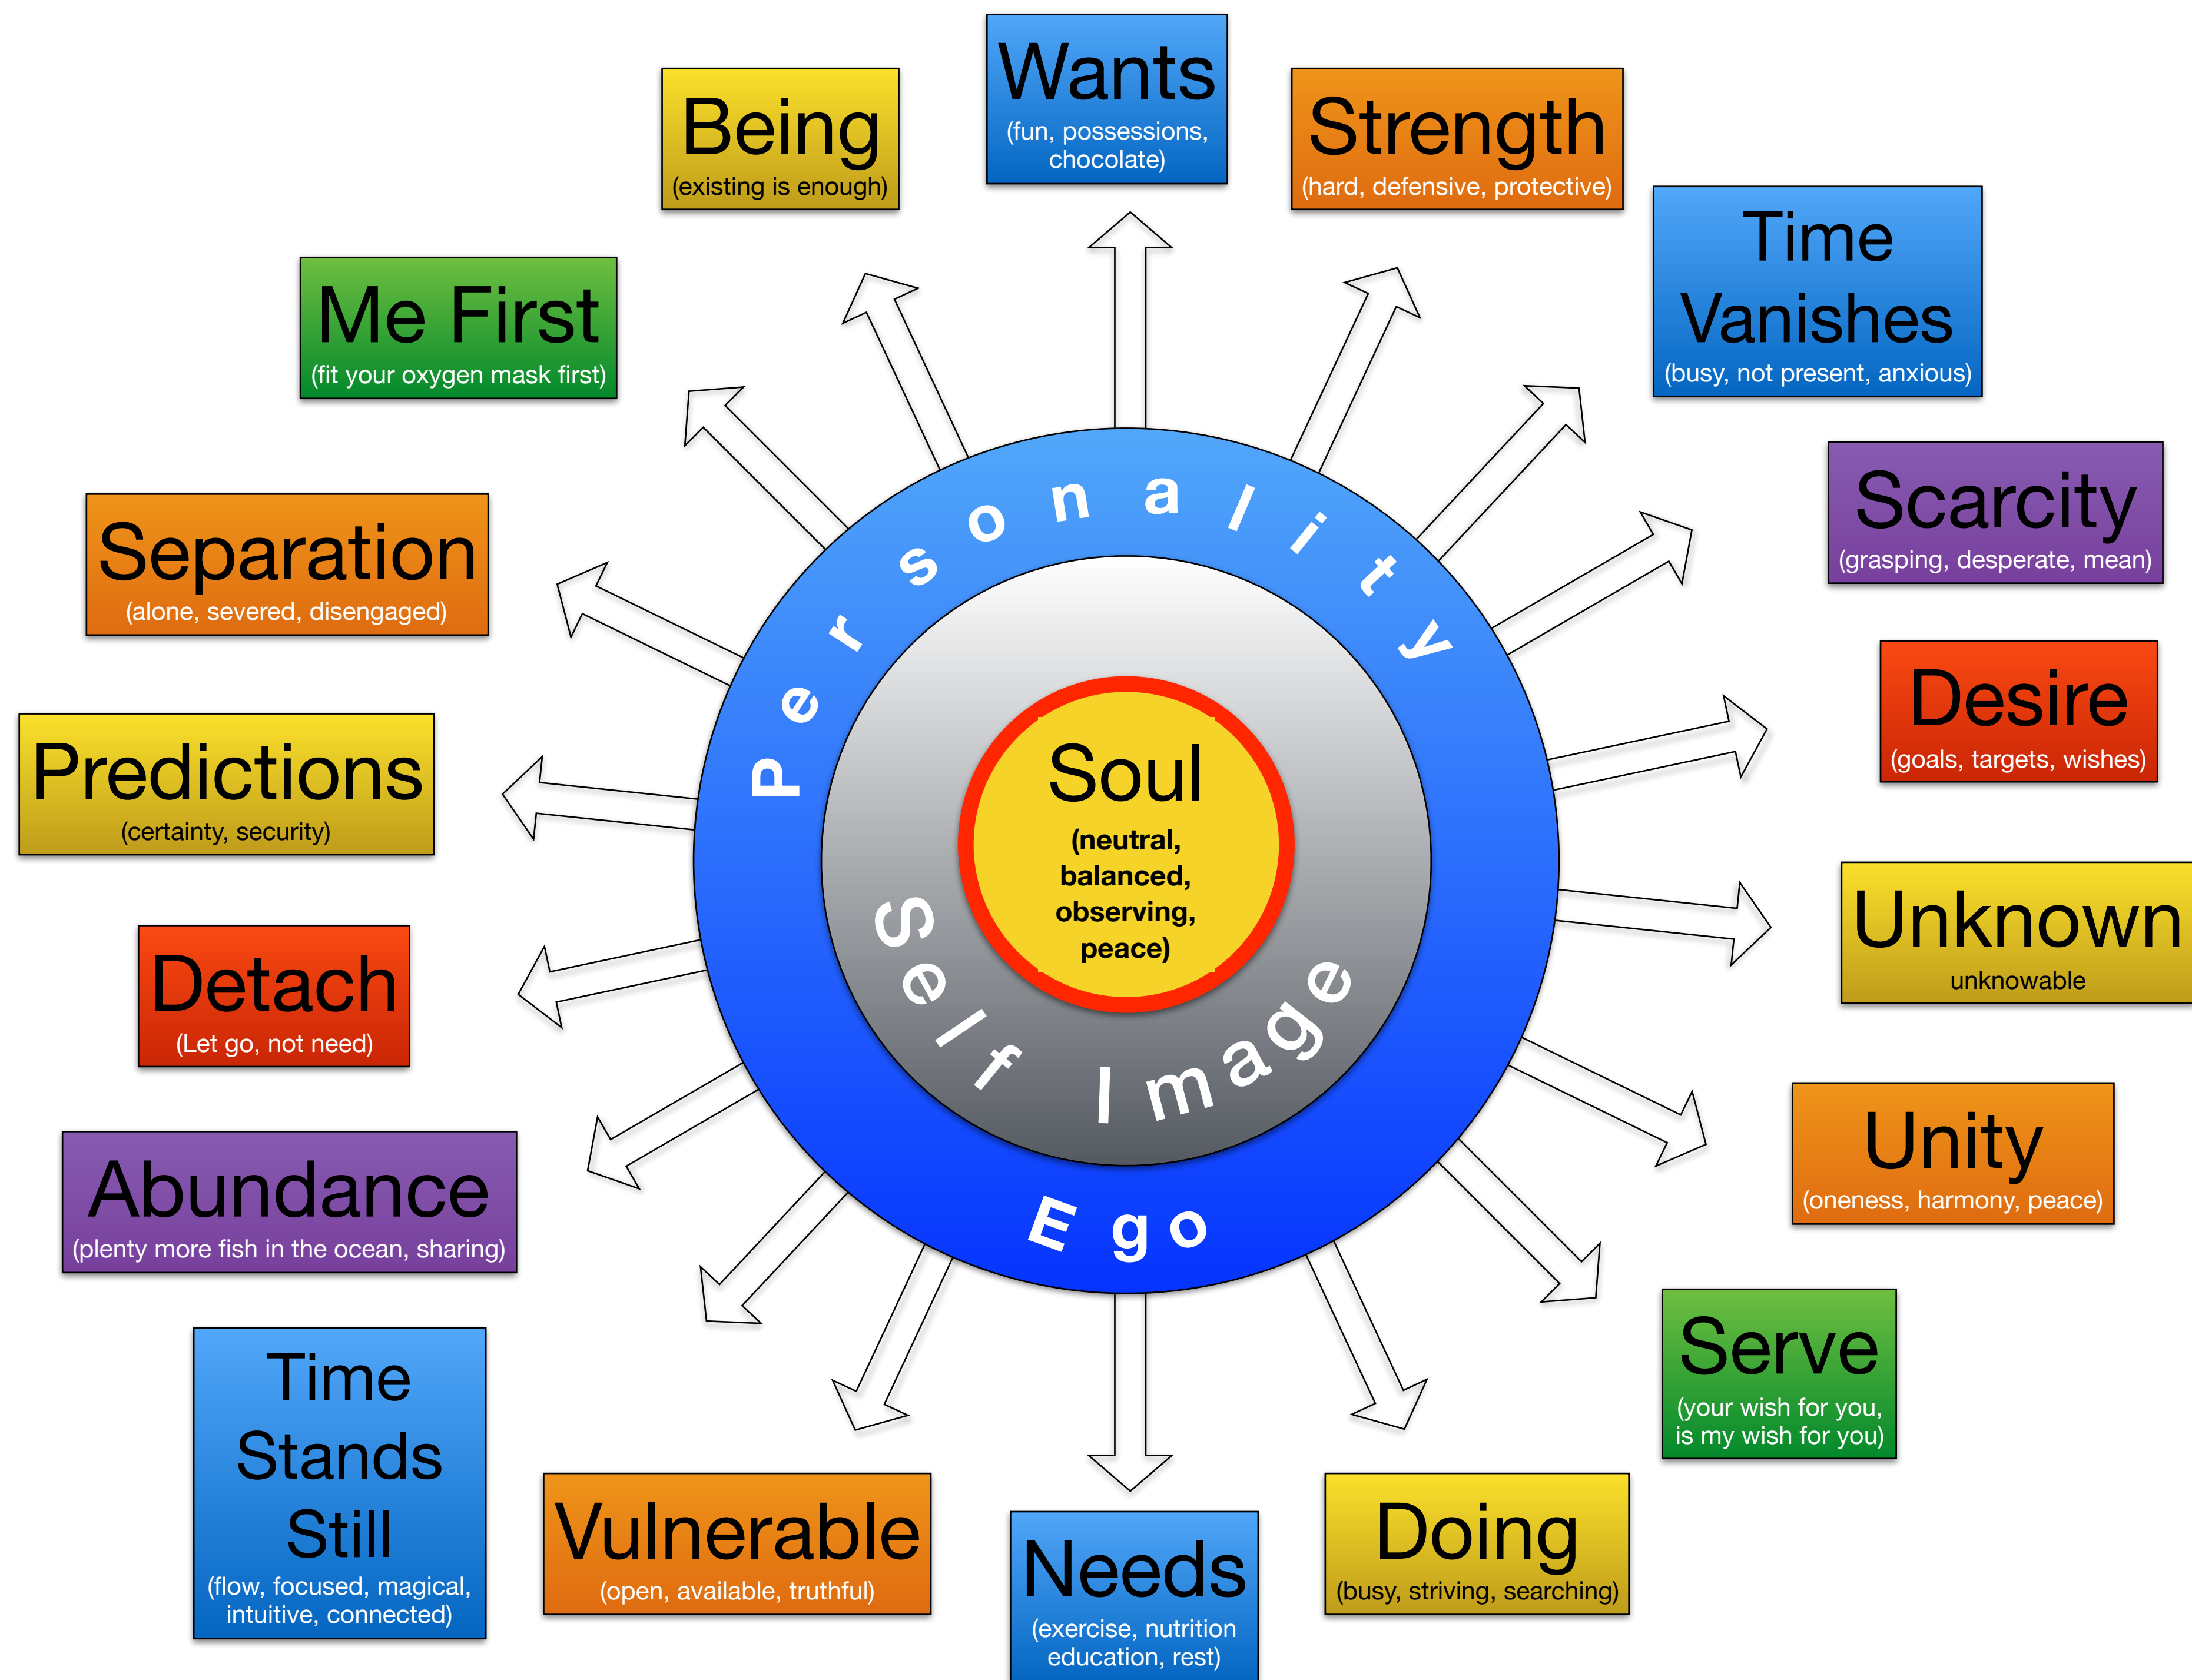 Wants
(fun, possessions,
chocolate)
Being
(existing is enough)
Strength
(hard, defensive, protective)
Time
Vanishes
(busy, not present, anxious)
Me First
(fit your oxygen mask first)
Scarcity
(grasping, desperate, mean)
Separation
(alone, severed, disengaged)
Desire
(goals, targets, wishes)
Predictions
(certainty, security)
Personality
Soul
(neutral,
balanced,
observing,
peace)
Self Image
Ego
Unknown
unknowable
Detach
(Let go, not need)
Unity
(oneness, harmony, peace)
Abundance
(plenty more fish in the ocean, sharing)
Serve
(your wish for you,
is my wish for you)
Time
Stands
Still
(flow, focused, magical,
intuitive, connected)
Vulnerable
(open, available, truthful)
Needs
(exercise, nutrition
education, rest)
Doing
(busy, striving, searching)